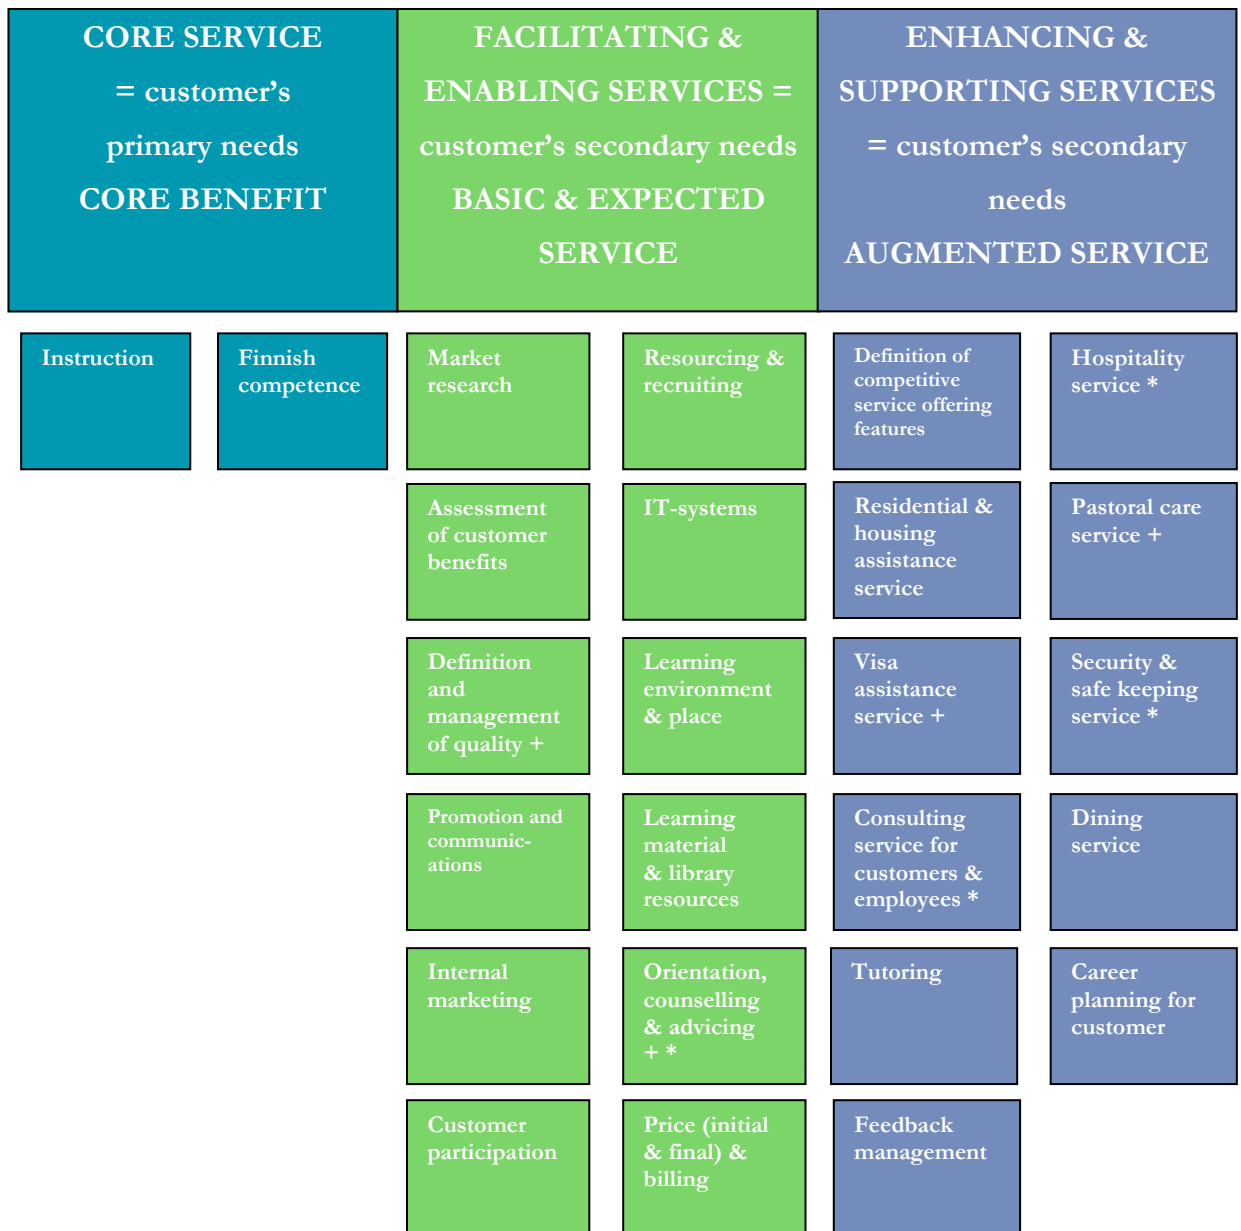 CORE SERVICE
= customer's
primary needs
CORE BENEFIT
FACILITATING &
ENABLING SERVICES =
customer's secondary needs
BASIC & EXPECTED
SERVICE
ENHANCING &
SUPPORTING SERVICES
= customer's secondary
needs
AUGMENTED SERVICE
Instruction
Finnish
competence
Market
research
Resourcing &
recruiting
Definition of
competitive
service offering
features
Hospitality
service *
Assessment
of customer
benefits
IT-systems
Residential &
housing
assistance
service
Pastoral care
service +
Definition
and
management
of quality +
Learning
environment
& place
Visa
assistance
service +
Security &
safe keeping
service *
Promotion and
communic-
ations
Learning
material
& library
resources
Consulting
service for
customers &
employees *
Dining
service
Internal
marketing
Orientation,
counselling
& advicing
+ *
Tutoring
Career
planning for
customer
Customer
participation
Price (initial
& final) &
billing
Feedback
management